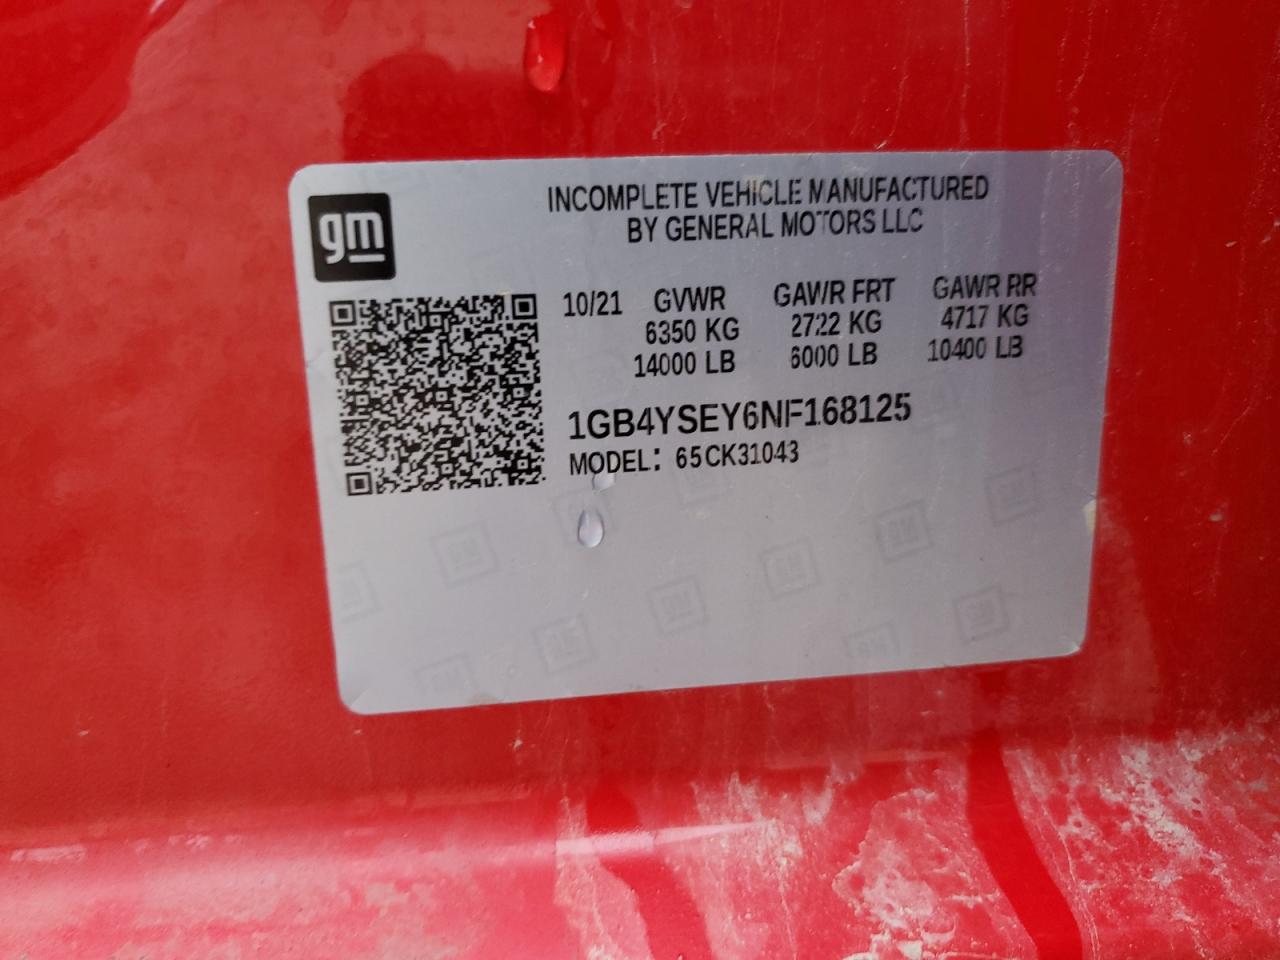 gm
INCOMPLETE VEHICLE MANUFACTURED
BY GENERAL MOTORS LLC
10/21 GVWR GAWR FRT GAWR RR
6350 KG 2722 KG 4717 KG
14000 LB 6000 LB 10400 LB
1GB4YSEY6NF168125
MODEL: 65CK31043